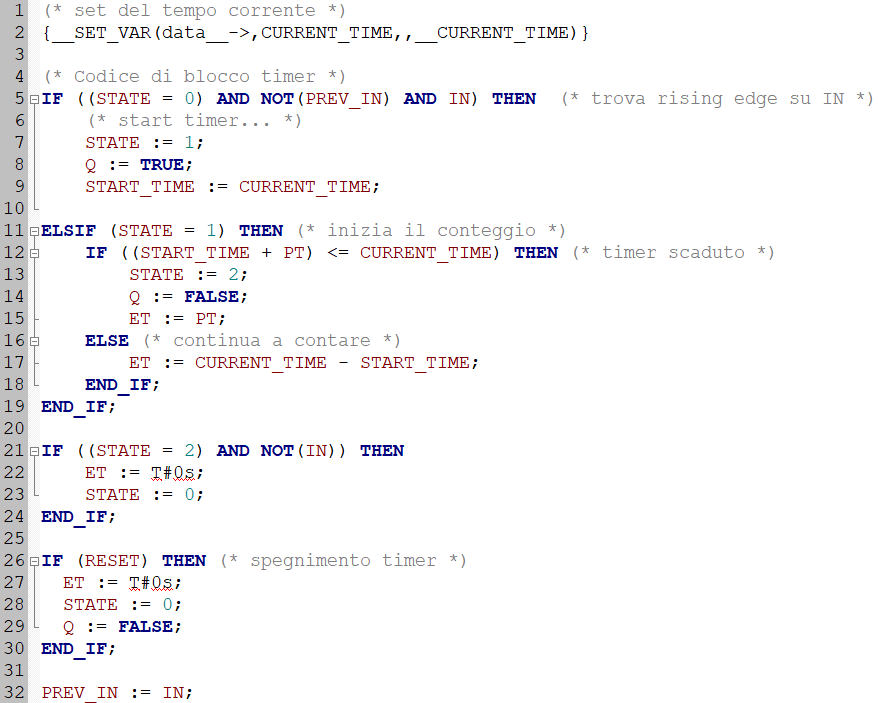 1 (* set del tempo corrente *)
2 {__SET_VAR(data__->,CURRENT_TIME,,__CURRENT_TIME)}
3
4 (* Codice di blocco timer *)
5 IF ((STATE = 0) AND NOT(PREV_IN) AND IN) THEN (* trova rising edge su IN *)
6 (* start timer... *)
7 STATE := 1;
8 Q := TRUE;
9 START_TIME := CURRENT_TIME;
10
11 ELSIF (STATE = 1) THEN (* inizia il conteggio *)
12 IF ((START_TIME + PT) <= CURRENT_TIME) THEN (* timer scaduto *)
13 STATE := 2;
14 Q := FALSE;
15 ET := PT;
16 ELSE (* continua a contare *)
17 ET := CURRENT_TIME - START_TIME;
18 END_IF;
19 END_IF;
20
21 IF ((STATE = 2) AND NOT(IN)) THEN
22 ET := T#0s;
23 STATE := 0;
24 END_IF;
25
26 IF (RESET) THEN (* spegnimento timer *)
27 ET := T#0s;
28 STATE := 0;
29 Q := FALSE;
30 END_IF;
31
32 PREV_IN := IN;